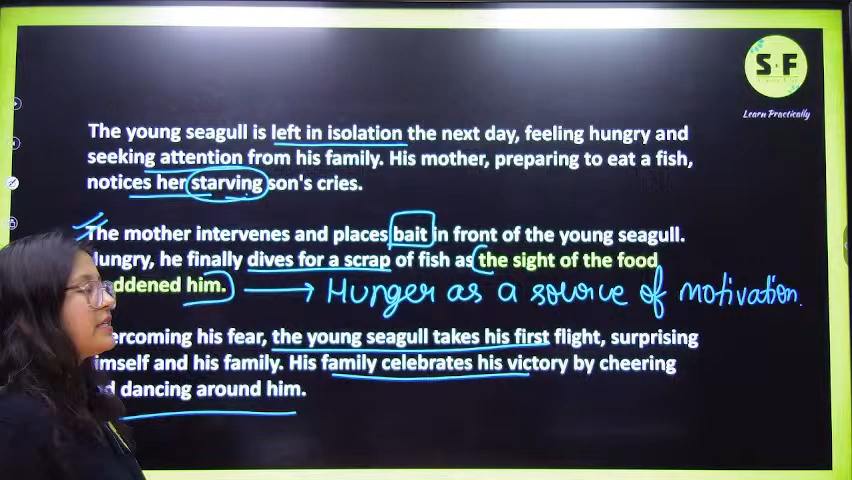 S F
Learn Practically
The young seagull is left in isolation the next day, feeling hungry and
seeking attention from his family. His mother, preparing to eat a fish,
notices her starving son's cries.
The mother intervenes and places bait in front of the young seagull.
Hungry, he finally dives for a scrap of fish as the sight of the food
ddened him. → Hunger as a source of motivation.
ercoming his fear, the young seagull takes his first flight, surprising
imself and his family. His family celebrates his victory by cheering
d dancing around him.